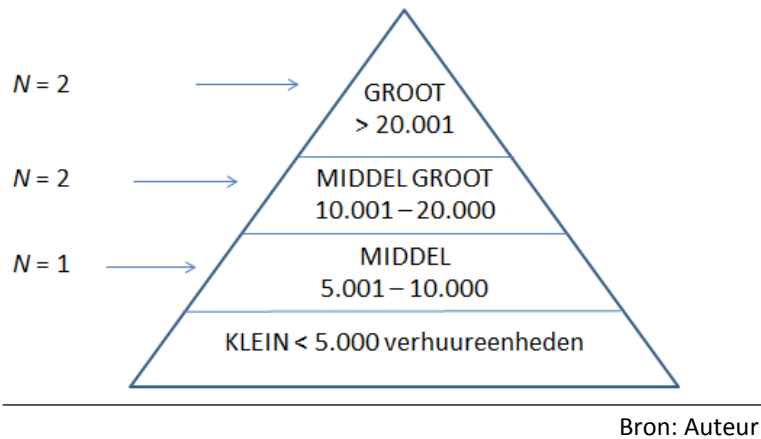 N = 2
GROOT
> 20.001
N = 2
MIDDEL GROOT
10.001 – 20.000
N = 1
MIDDEL
5.001 – 10.000
KLEIN < 5.000 verhuureenheden
Bron: Auteur